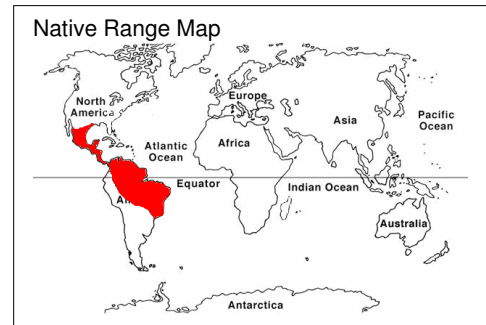 Native Range Map
North
America
Europe
Asia
Pacific
Ocean
Atlantic
Ocean
Africa
Equator
Indian Ocean
Australia
Antarctica